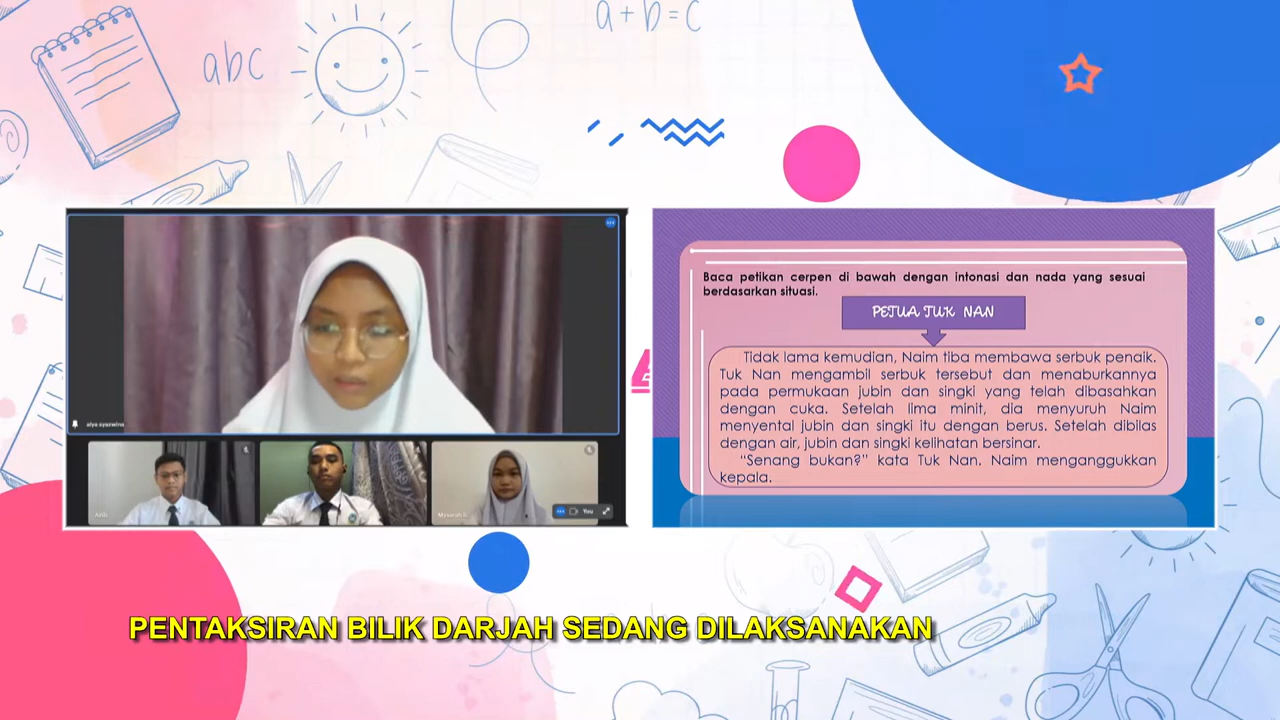 abc
a+b=c
Baca petikan cerpen di bawah dengan intonasi dan nada yang sesuai
berdasarkan situasi.
PETUA TUK NAN
Tidak lama kemudian, Naim tiba membawa serbuk penaik.
Tuk Nan mengambil serbuk tersebut dan menaburkannya
pada permukaan jubin dan singki yang telah dibasahkan
dengan cuka. Setelah lima minit, dia menyuruh Naim
menyental jubin dan singki itu dengan berus. Setelah dibilas
dengan air, jubin dan singki kelihatan bersinar.
“Senang bukan?” kata Tuk Nan. Naim menganggukkan
kepala.
You
PENTAKSIRAN BILIK DARJAH SEDANG DILAKSANAKAN